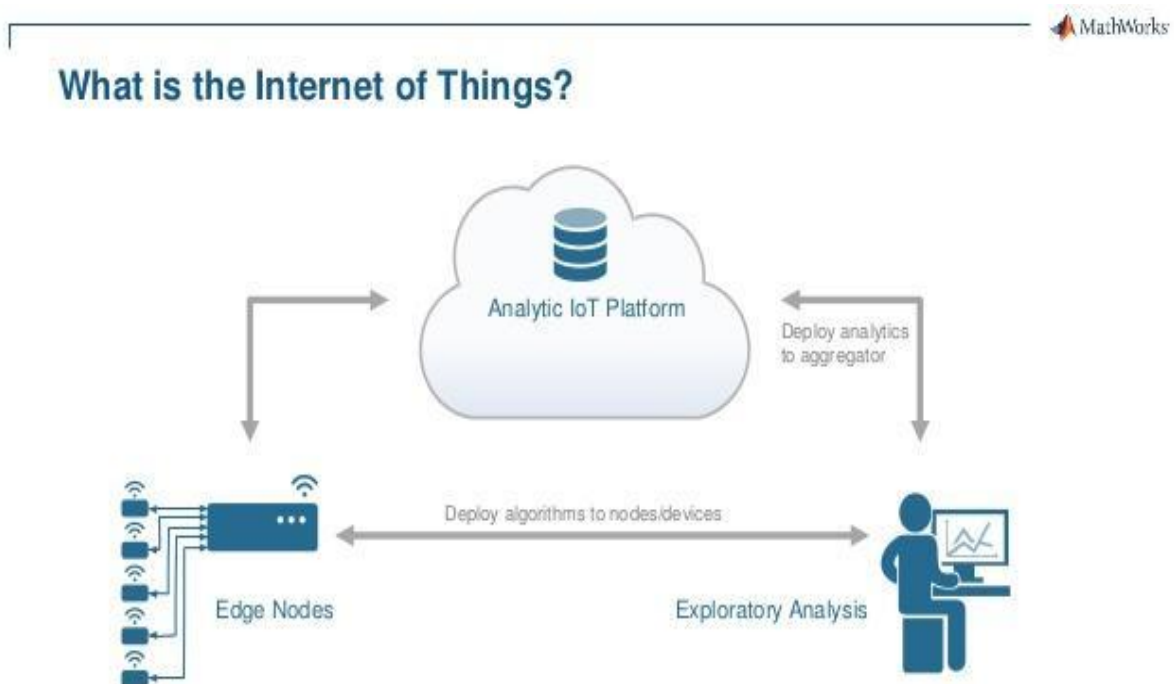 MathWorks
What is the Internet of Things?
Analytic IoT Platform
Deploy analytics
to aggregator
Deploy algorithms to nodes/devices
Edge Nodes
Exploratory Analysis